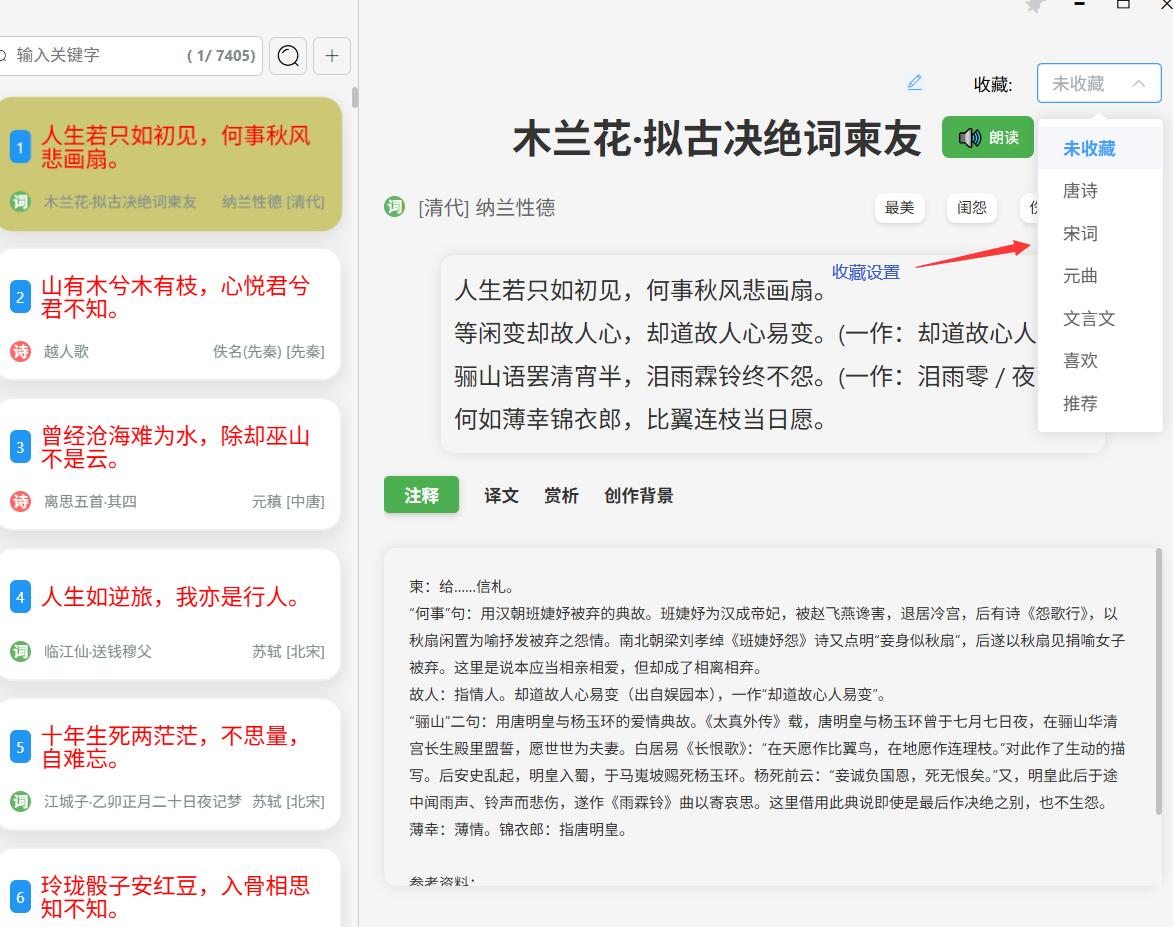 输入关键字
( 1/ 7405)
1
人生若只如初见，何事秋风
悲画扇。
词
木兰花·拟古决绝词柬友
纳兰性德 [清代]
2
山有木兮木有枝，心悦君兮
君不知。
诗
越人歌
佚名(先秦) [先秦]
3
曾经沧海难为水，除却巫山
不是云。
诗
离思五首·其四
元稹 [中唐]
4
人生如逆旅，我亦是行人。
词
临江仙·送钱穆父
苏轼 [北宋]
5
十年生死两茫茫，不思量，
自难忘。
词
江城子·乙卯正月二十日夜记梦
苏轼 [北宋]
6
玲珑骰子安红豆，入骨相思
知不知。
收藏:
未收藏
未收藏
唐诗
宋词
元曲
文言文
喜欢
推荐
木兰花·拟古决绝词柬友
朗读
词
[清代] 纳兰性德
最美
闺怨
收藏设置
人生若只如初见，何事秋风悲画扇。
等闲变却故人心，却道故人心易变。(一作：却道故心人
骊山语罢清宵半，泪雨霖铃终不怨。(一作：泪雨零 / 夜
何如薄幸锦衣郎，比翼连枝当日愿。
注释
译文
赏析
创作背景
柬：给……信札。
“何事”句：用汉朝班婕妤被弃的典故。班婕妤为汉成帝妃，被赵飞燕谗害，退居冷宫，后有诗《怨歌行》，以
秋扇闲置为喻抒发被弃之怨情。南北朝梁刘孝绰《班婕妤怨》诗又点明“妾身似秋扇”，后遂以秋扇见捐喻女子
被弃。这里是说本应当相亲相爱，但却成了相离相弃。
故人：指情人。却道故人心易变（出自娱园本），一作“却道故心人易变”。
“骊山”二句：用唐明皇与杨玉环的爱情典故。《太真外传》载，唐明皇与杨玉环曾于七月七日夜，在骊山华清
宫长生殿里盟誓，愿世世为夫妻。白居易《长恨歌》：“在天愿作比翼鸟，在地愿作连理枝。”对此作了生动的描
写。后安史乱起，明皇入蜀，于马嵬坡赐死杨玉环。杨死前云：“妾诚负国恩，死无恨矣。”又，明皇此后于途
中闻雨声、铃声而悲伤，遂作《雨霖铃》曲以寄哀思。这里借用此典说即使是最后作决绝之别，也不生怨。
薄幸：薄情。锦衣郎：指唐明皇。
参考资料：